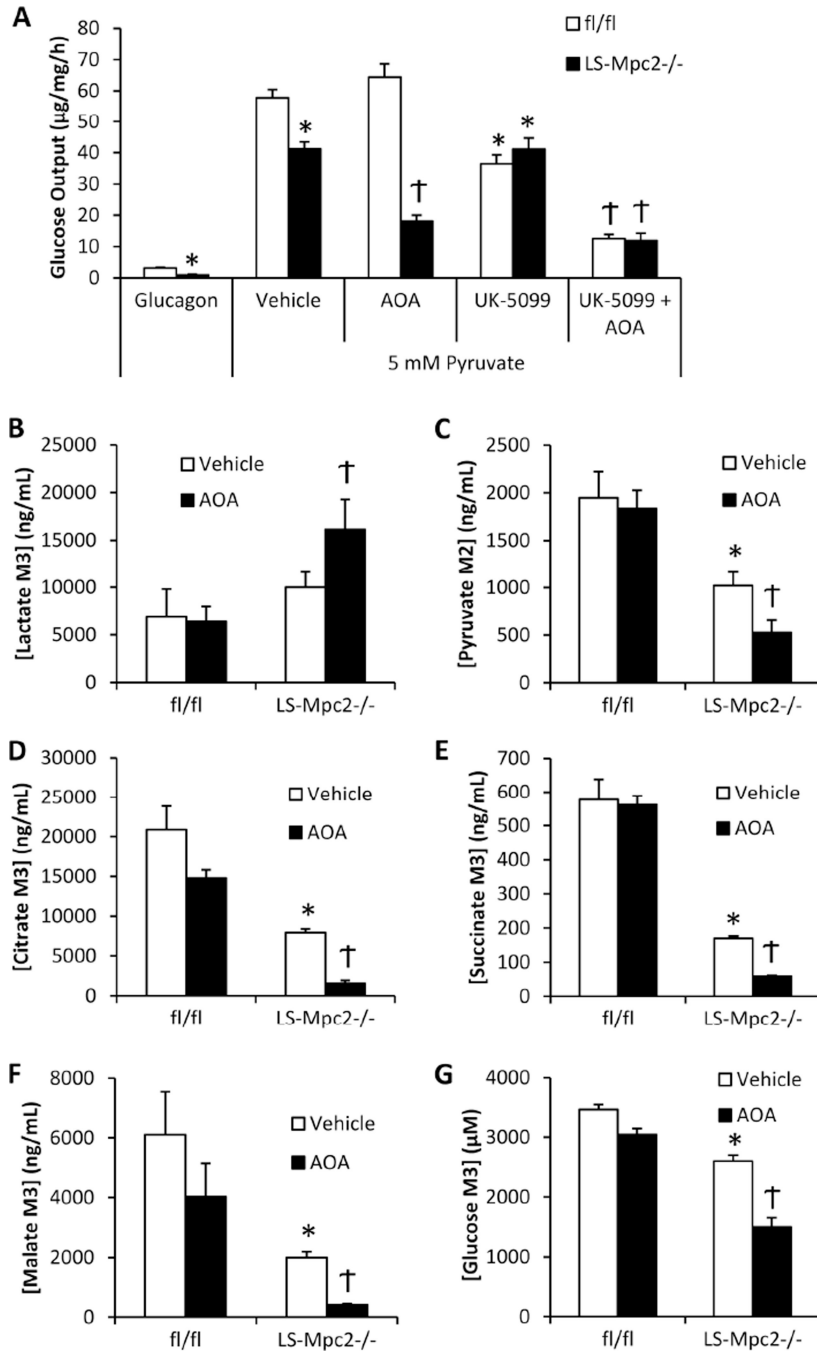 A
fl/fl
LS-Mpc2-/-
Glucose Output (µg/mg/h)
80
70
60
50
40
30
20
10
0
*
*
†
*
*
†
†
Glucagon
Vehicle
AOA
UK-5099
UK-5099 +
AOA
5 mM Pyruvate
B
[Lactate M3] (ng/mL)
25000
20000
15000
10000
5000
0
Vehicle
AOA
†
fl/fl
LS-Mpc2-/-
C
[Pyruvate M2] (ng/mL)
2500
2000
1500
1000
500
0
Vehicle
AOA
*
†
fl/fl
LS-Mpc2-/-
D
[Citrate M3] (ng/mL)
30000
25000
20000
15000
10000
5000
0
Vehicle
AOA
*
†
fl/fl
LS-Mpc2-/-
E
[Succinate M3] (ng/mL)
700
600
500
400
300
200
100
0
Vehicle
AOA
*
†
fl/fl
LS-Mpc2-/-
F
[Malate M3] (ng/mL)
8000
6000
4000
2000
0
Vehicle
AOA
*
†
fl/fl
LS-Mpc2-/-
G
[Glucose M3] (µM)
4000
3000
2000
1000
0
Vehicle
AOA
*
†
fl/fl
LS-Mpc2-/-